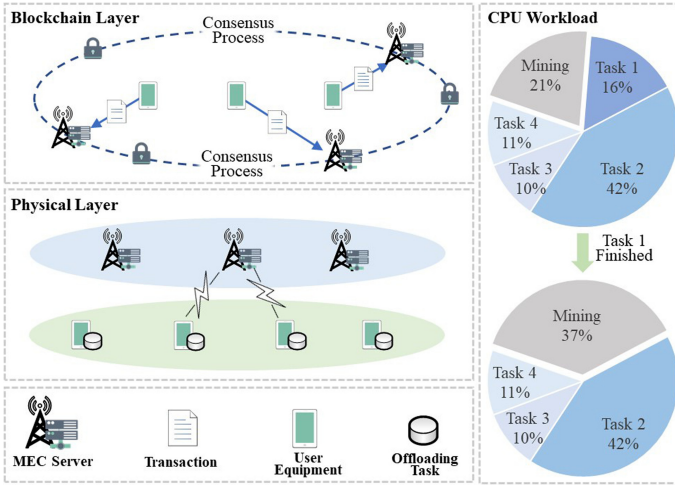 Blockchain Layer
Consensus
Process
Consensus
Process
Physical Layer
MEC Server
Transaction
User
Equipment
Offloading
Task
CPU Workload
Mining
21%
Task 1
16%
Task 4
11%
Task 3
10%
Task 2
42%
Task 1
Finished
Mining
37%
Task 4
11%
Task 3
10%
Task 2
42%